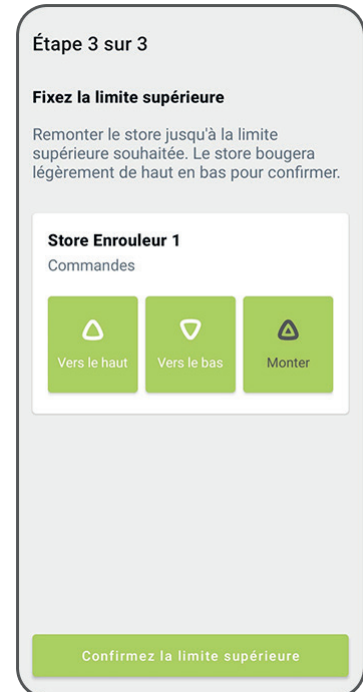 Étape 3 sur 3
Fixez la limite supérieure
Remonter le store jusqu'à la limite
supérieure souhaitée. Le store bougera
légèrement de haut en bas pour confirmer.
Store Enrouleur 1
Commandes
Vers le haut
Vers le bas
Monter
Confirmez la limite supérieure